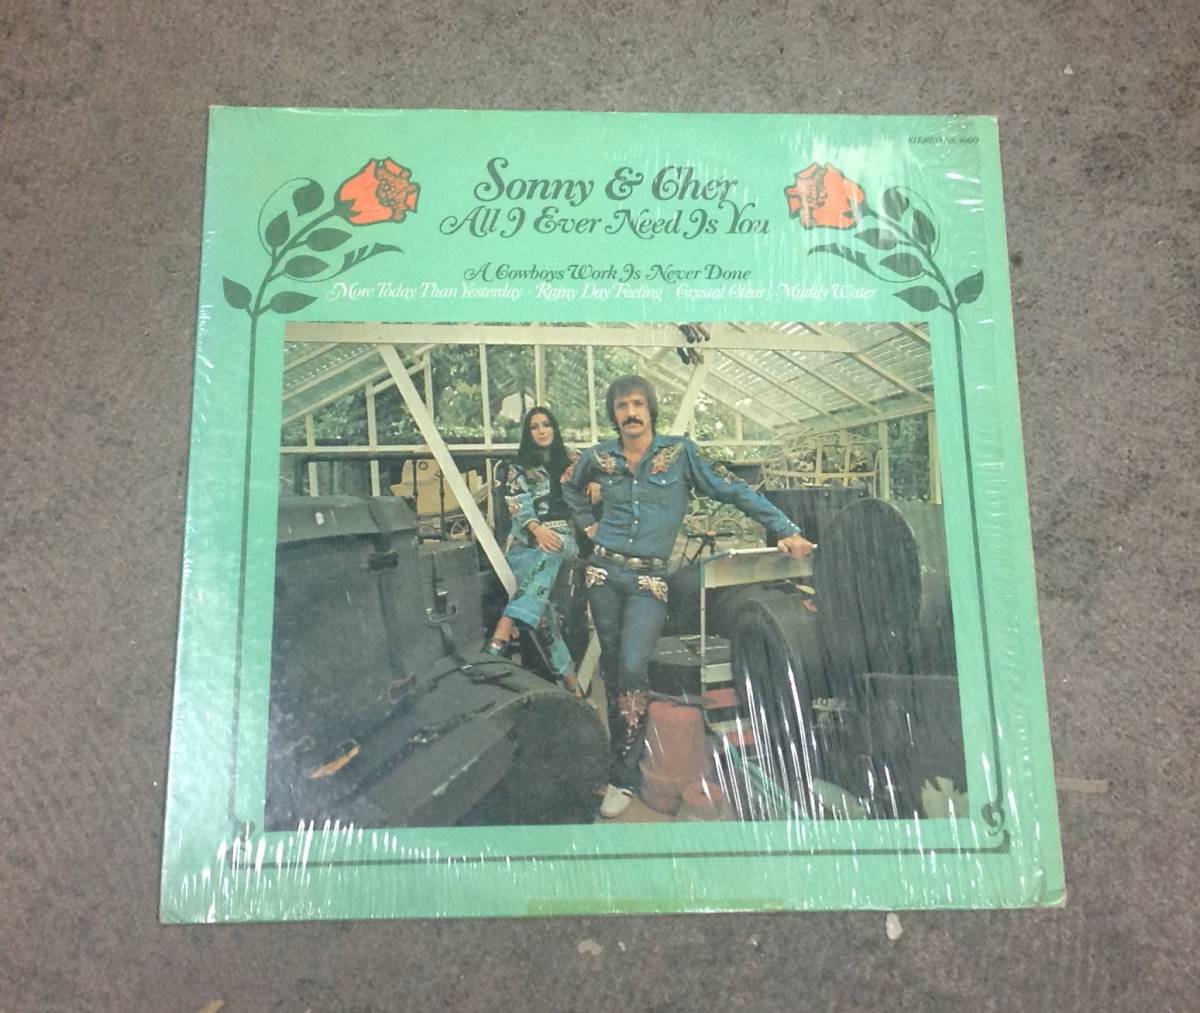 STEREO
Sonny & Cher
All I Ever Need Is You
A Cowboys Work Is Never Done
More Today Than Yesterday · Rainy Day Feeling · Crystal Clear / Muddy Water